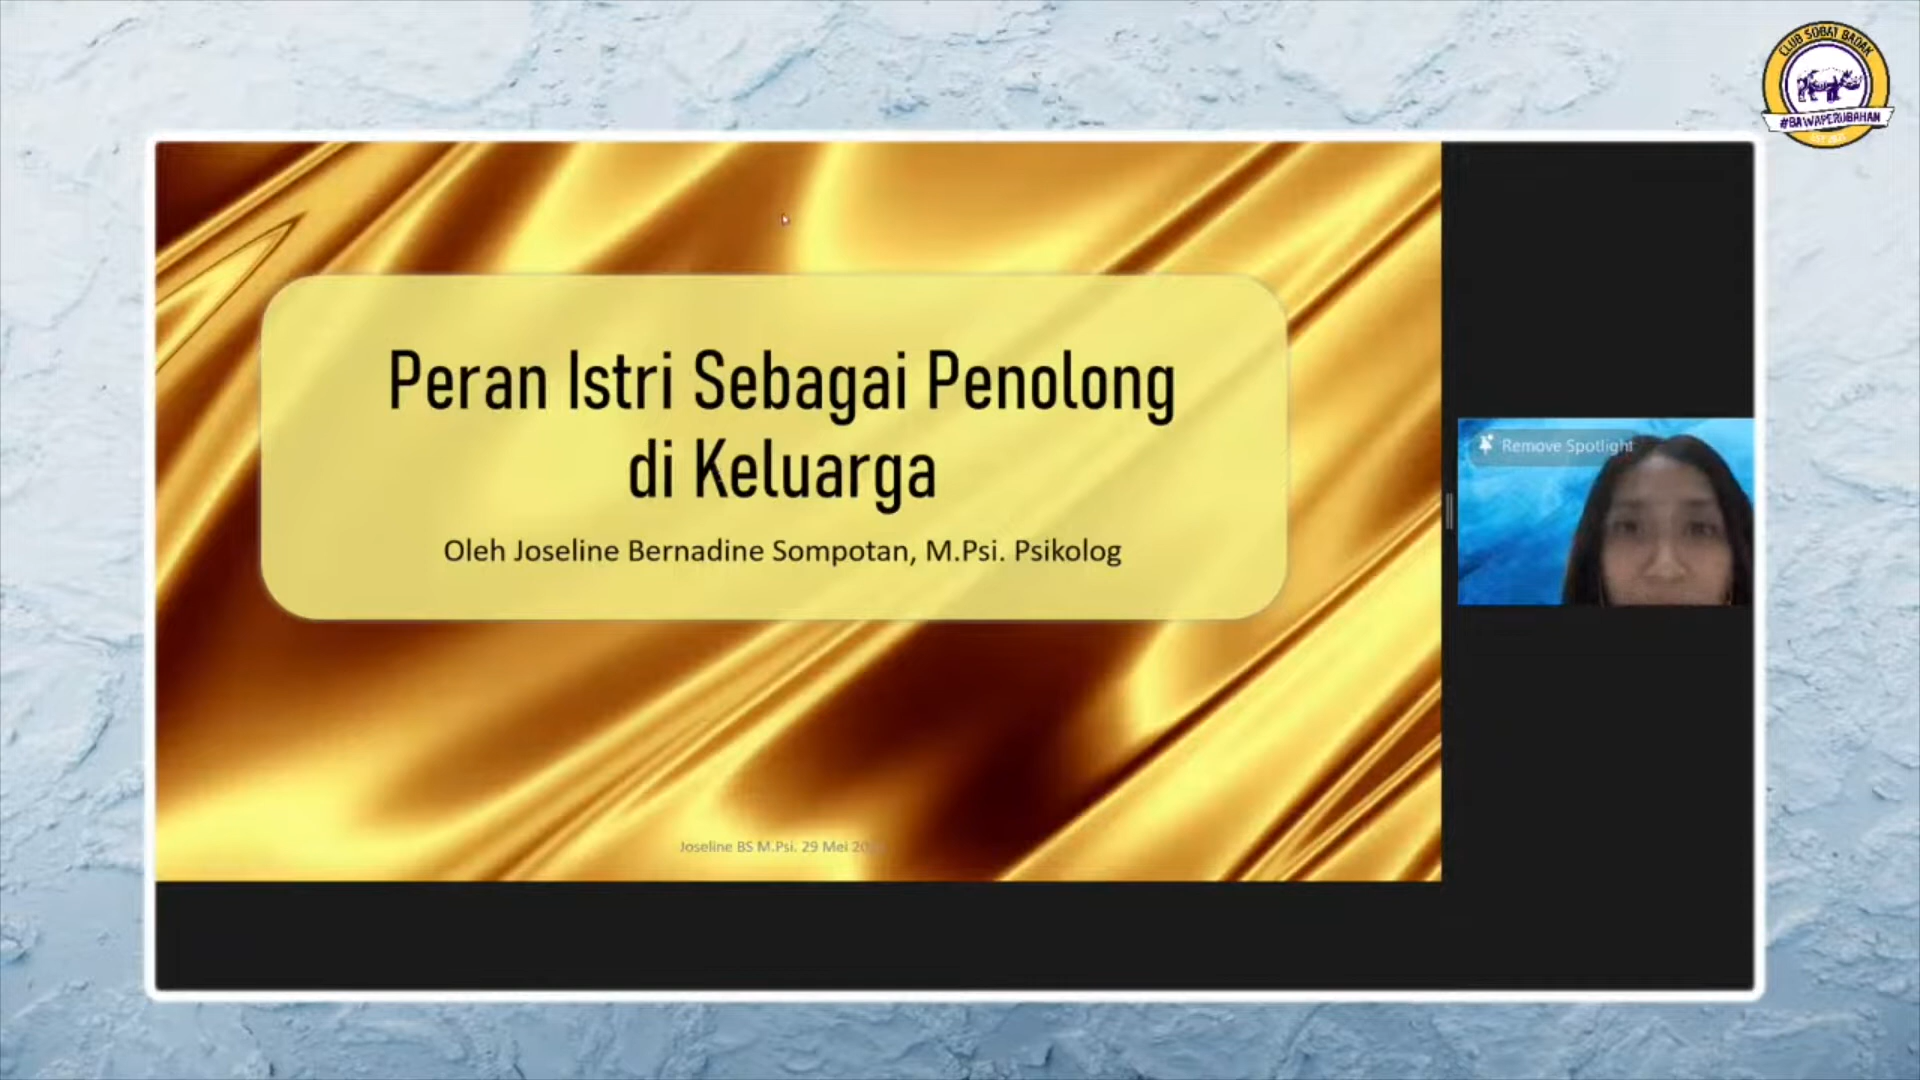 CLUB SOBAT BADAK
#BAWAPERUBAHAN
Peran Istri Sebagai Penolong
di Keluarga
Oleh Joseline Bernadine Sompotan, M.Psi. Psikolog
Remove Spotlight
Joseline BS M.Psi. 29 Mei